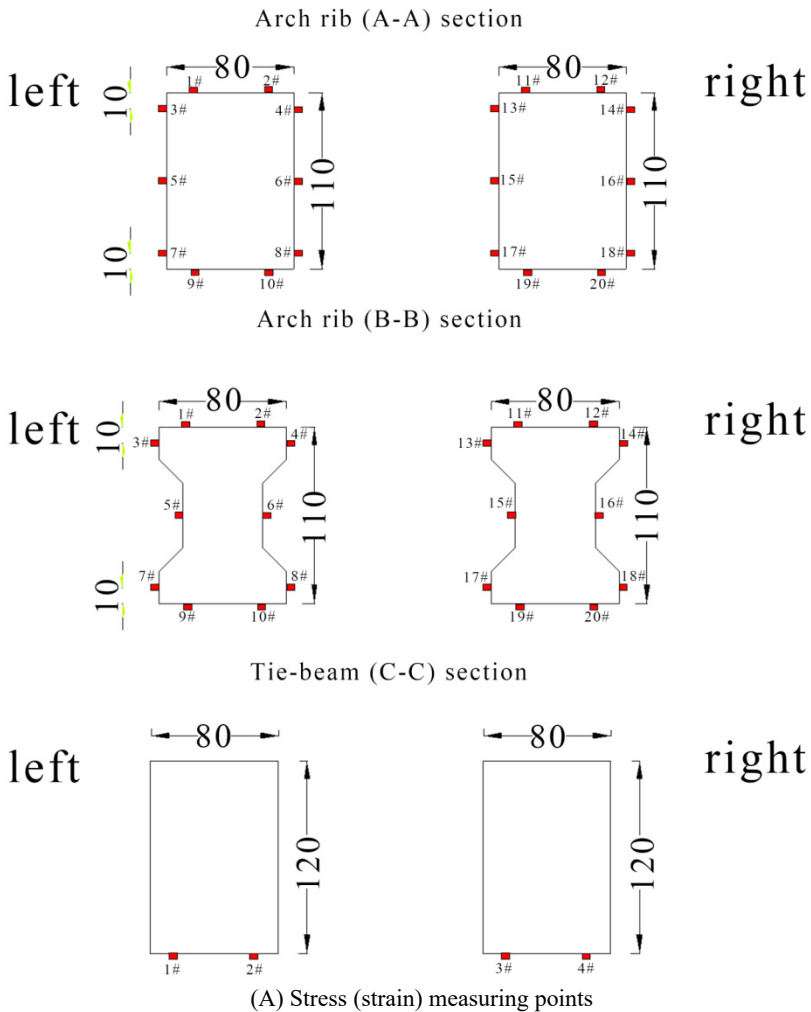 Arch rib (A-A) section
left 80 80 right
1# 2# 11# 12#
10 3# 4# 13# 14#
5# 6# 110 15# 16# 110
10 7# 8# 17# 18#
9# 10# 19# 20#
Arch rib (B-B) section
left 80 80 right
1# 2# 11# 12#
10 3# 4# 13# 14#
5# 6# 110 15# 16# 110
10 7# 8# 17# 18#
9# 10# 19# 20#
Tie-beam (C-C) section
left 80 80 right
120 120
1# 2# 3# 4#
(A) Stress (strain) measuring points